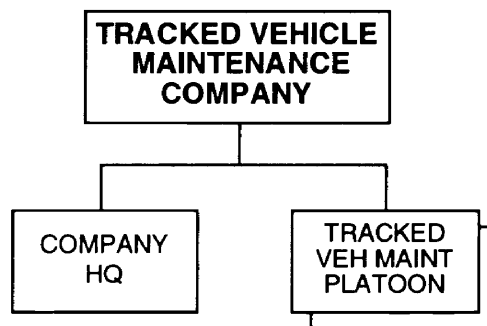 TRACKED VEHICLE
MAINTENANCE
COMPANY
COMPANY
HQ
TRACKED
VEH MAINT
PLATOON